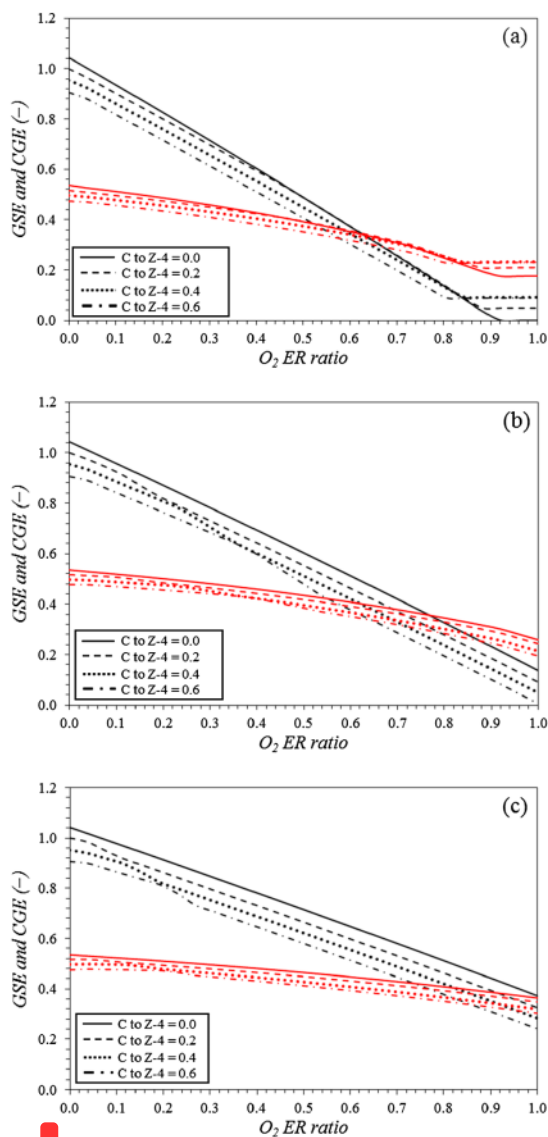 (a)
1.2
1.0
0.8
0.6
0.4
0.2
0.0
GSE and CGE (–)
C to Z-4 = 0.0
C to Z-4 = 0.2
C to Z-4 = 0.4
C to Z-4 = 0.6
0.0 0.1 0.2 0.3 0.4 0.5 0.6 0.7 0.8 0.9 1.0
O₂ ER ratio
(b)
1.2
1.0
0.8
0.6
0.4
0.2
0.0
GSE and CGE (–)
C to Z-4 = 0.0
C to Z-4 = 0.2
C to Z-4 = 0.4
C to Z-4 = 0.6
0.0 0.1 0.2 0.3 0.4 0.5 0.6 0.7 0.8 0.9 1.0
O₂ ER ratio
(c)
1.2
1.0
0.8
0.6
0.4
0.2
0.0
GSE and CGE (–)
C to Z-4 = 0.0
C to Z-4 = 0.2
C to Z-4 = 0.4
C to Z-4 = 0.6
0.0 0.1 0.2 0.3 0.4 0.5 0.6 0.7 0.8 0.9 1.0
O₂ ER ratio